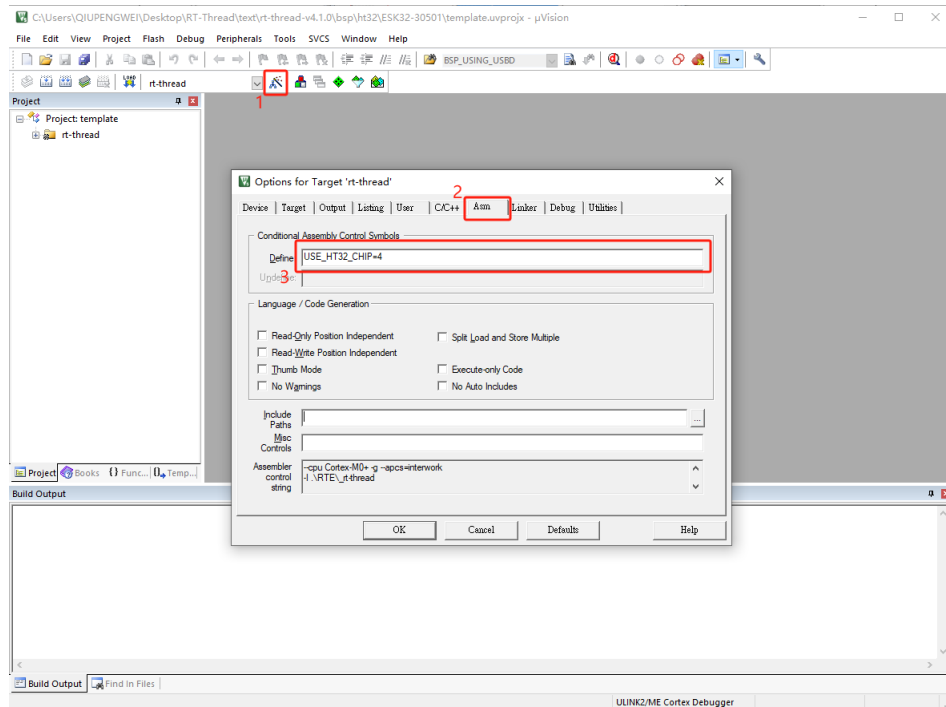 C:\Users\QIUPENGWEI\Desktop\RT-Thread\text\rt-thread-v4.1.0\bsp\ht32\ESK32-30501\template.uvprojx - µVision
File Edit View Project Flash Debug Peripherals Tools SVCS Window Help
BSP_USING_USBD
LOAD
rt-thread
1
Project
Project: template
rt-thread
Options for Target 'rt-thread'
2
Device Target Output Listing User C/C++ Asm Linker Debug Utilities
Conditional Assembly Control Symbols
Define: USE_HT32_CHIP=4
3
Undefine:
Language / Code Generation
Read-Only Position Independent
Split Load and Store Multiple
Read-Write Position Independent
Thumb Mode
Execute-only Code
No Warnings
No Auto Includes
Include Paths
...
Misc Controls
Assembler control string
--cpu Cortex-M0+ -g --apcs=interwork
-I .\RTE\_rt-thread
OK Cancel Defaults Help
Project Books {} Func... 0 Temp...
Build Output
Build Output Find In Files
ULINK2/ME Cortex Debugger